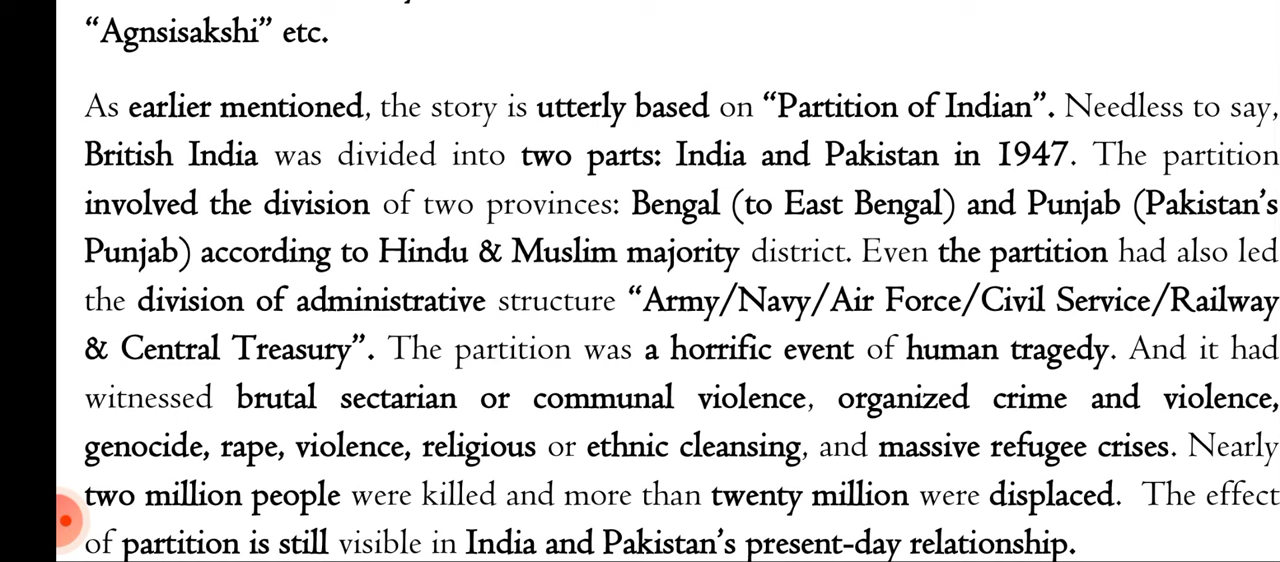 “Agnsisakshi” etc.
As earlier mentioned, the story is utterly based on “Partition of Indian”. Needless to say,
British India was divided into two parts: India and Pakistan in 1947. The partition
involved the division of two provinces: Bengal (to East Bengal) and Punjab (Pakistan’s
Punjab) according to Hindu & Muslim majority district. Even the partition had also led
the division of administrative structure “Army/Navy/Air Force/Civil Service/Railway
& Central Treasury”. The partition was a horrific event of human tragedy. And it had
witnessed brutal sectarian or communal violence, organized crime and violence,
genocide, rape, violence, religious or ethnic cleansing, and massive refugee crises. Nearly
two million people were killed and more than twenty million were displaced. The effect
of partition is still visible in India and Pakistan’s present-day relationship.